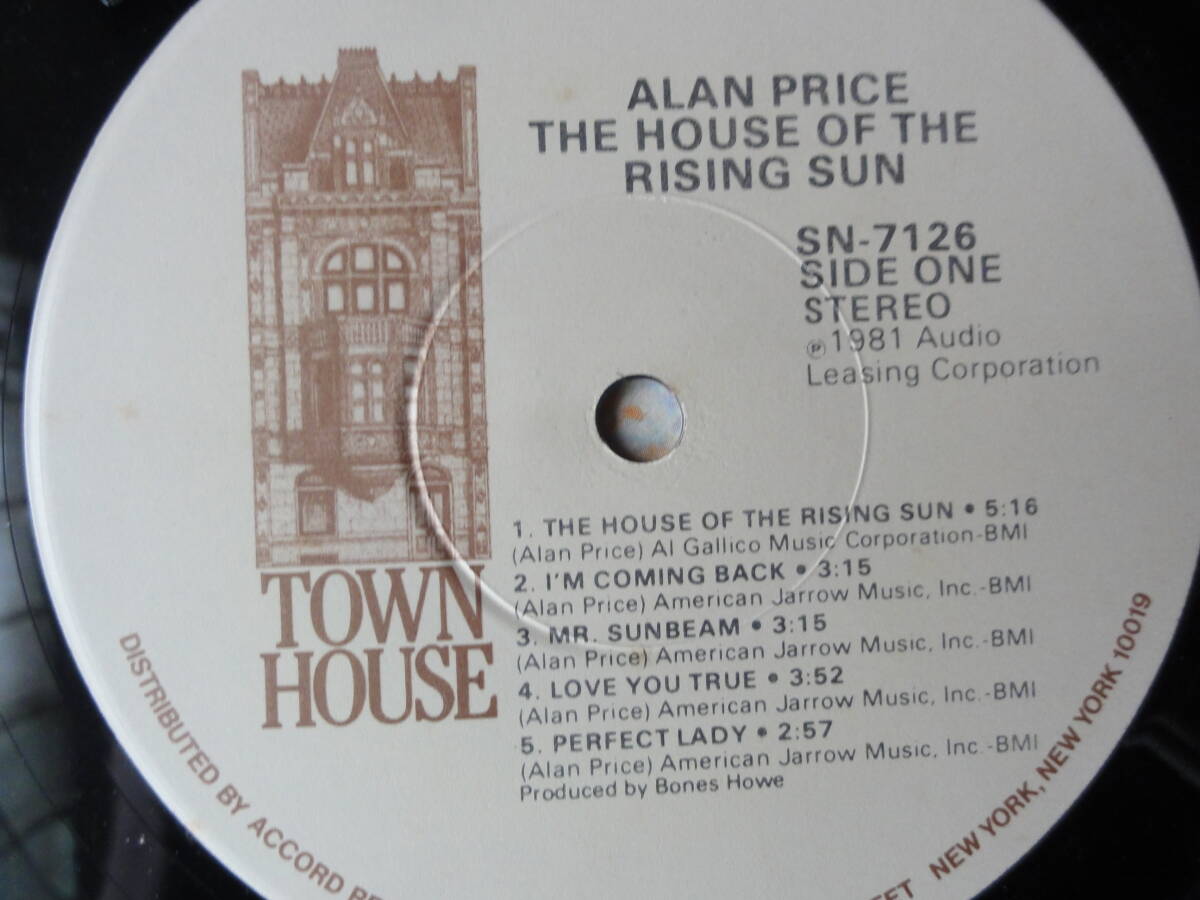 ALAN PRICE
THE HOUSE OF THE
RISING SUN
SN-7126
SIDE ONE
STEREO
℗1981 Audio
Leasing Corporation
1. THE HOUSE OF THE RISING SUN • 5:16
(Alan Price) Al Gallico Music Corporation-BMI
2. I'M COMING BACK • 3:15
(Alan Price) American Jarrow Music, Inc.-BMI
3. MR. SUNBEAM • 3:15
(Alan Price) American Jarrow Music, Inc.-BMI
4. LOVE YOU TRUE • 3:52
(Alan Price) American Jarrow Music, Inc.-BMI
5. PERFECT LADY • 2:57
(Alan Price) American Jarrow Music, Inc.-BMI
Produced by Bones Howe
TOWN
HOUSE
DISTRIBUTED BY ACCORD
NEW YORK, NEW YORK 10019